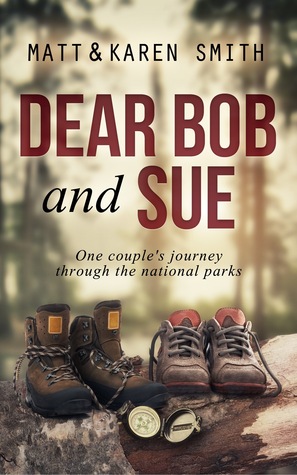 MATT & KAREN SMITH
DEAR BOB
and SUE
One couple's journey
through the national parks